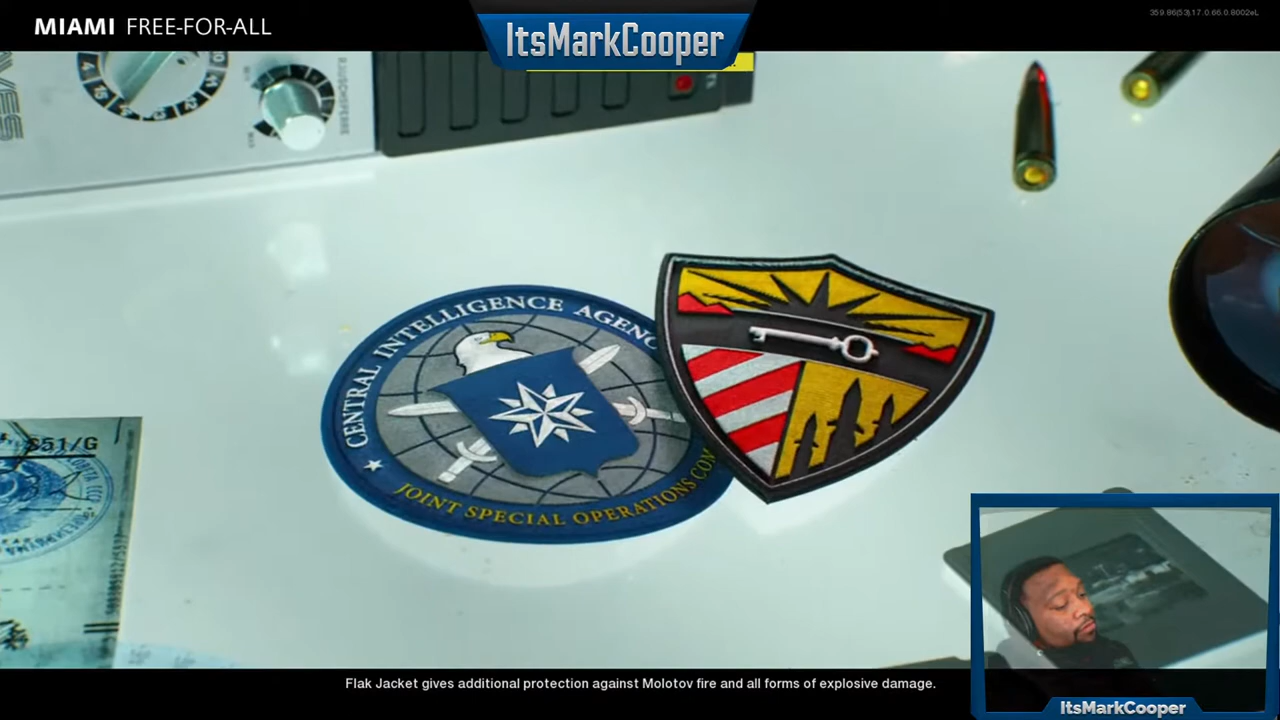 MIAMI FREE-FOR-ALL
ItsMarkCooper
CENTRAL INTELLIGENCE AGENC
JOINT SPECIAL OPERATIONS COM
651/G
Flak Jacket gives additional protection against Molotov fire and all forms of explosive damage.
ItsMarkCooper